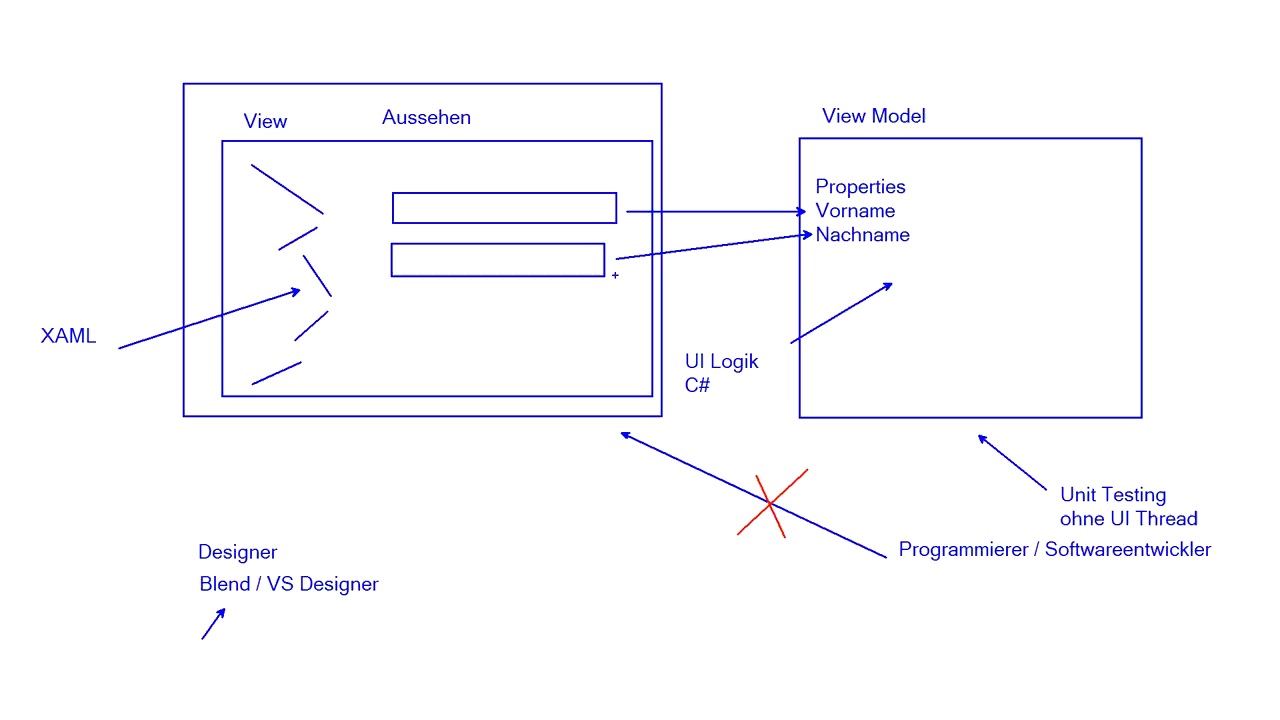 View
Aussehen
View Model
Properties
Vorname
Nachname
XAML
UI Logik
C#
Unit Testing
ohne UI Thread
Programmierer / Softwareentwickler
Designer
Blend / VS Designer